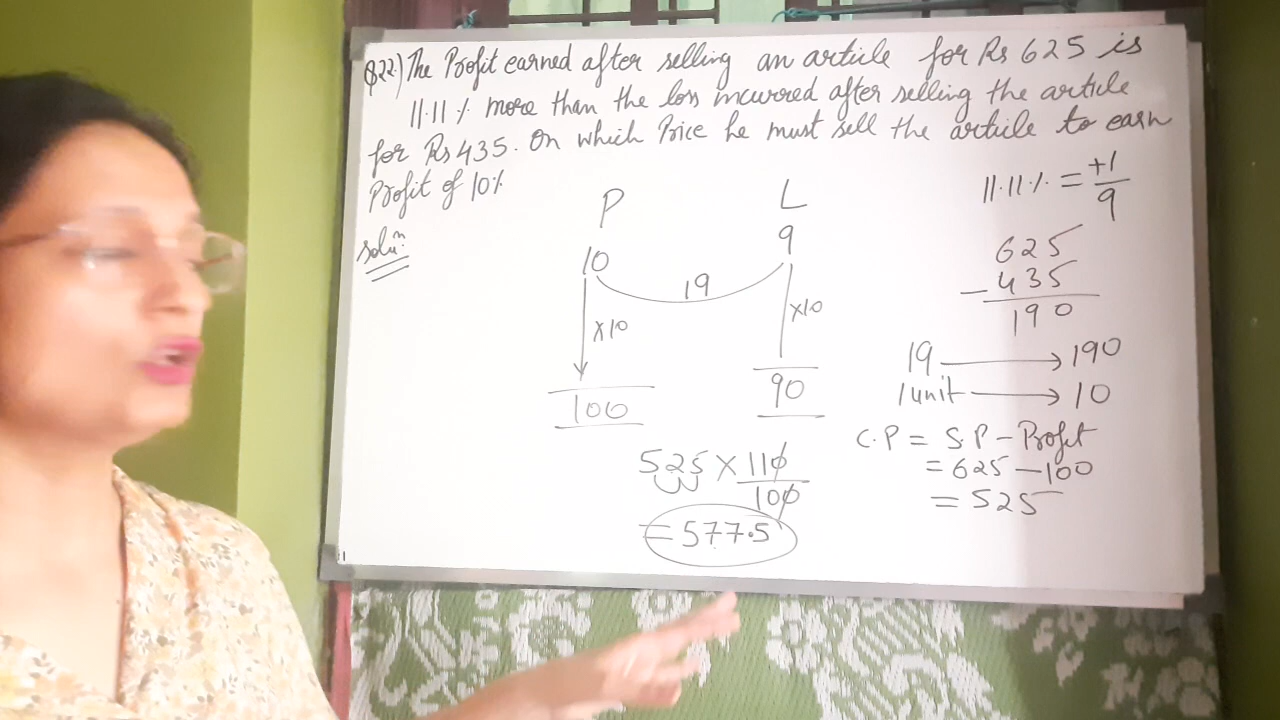 Q22.) The Profit earned after selling an article for Rs 625 is
11.11% more than the loss incurred after selling the article
for Rs 435. On which Price he must sell the article to earn
Profit of 10%
Soluⁿ:
P L
10 9
19
×10 ×10
100 90
525 × 110/100
= 577.5
11.11% = +1/9
625
- 435
190
19 → 190
1 unit → 10
C.P = S.P - Profit
= 625 - 100
= 525